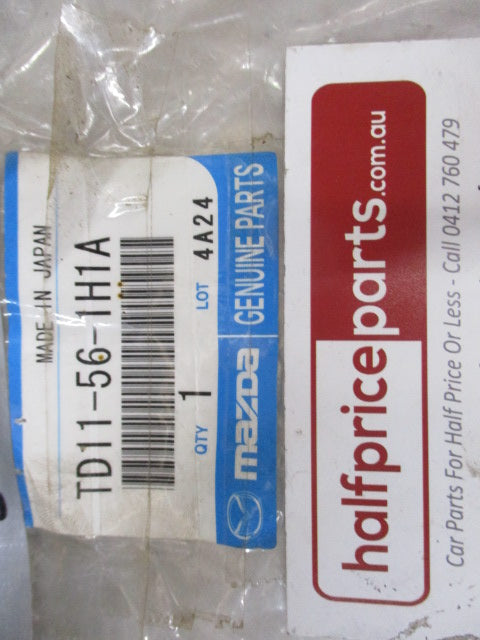 MADE IN JAPAN
TD11-56-1H1A
QTY 1 LOT 4A24
mazda GENUINE PARTS
halfpriceparts.com.au
Car Parts For Half Price Or Less - Call 0412 760 479